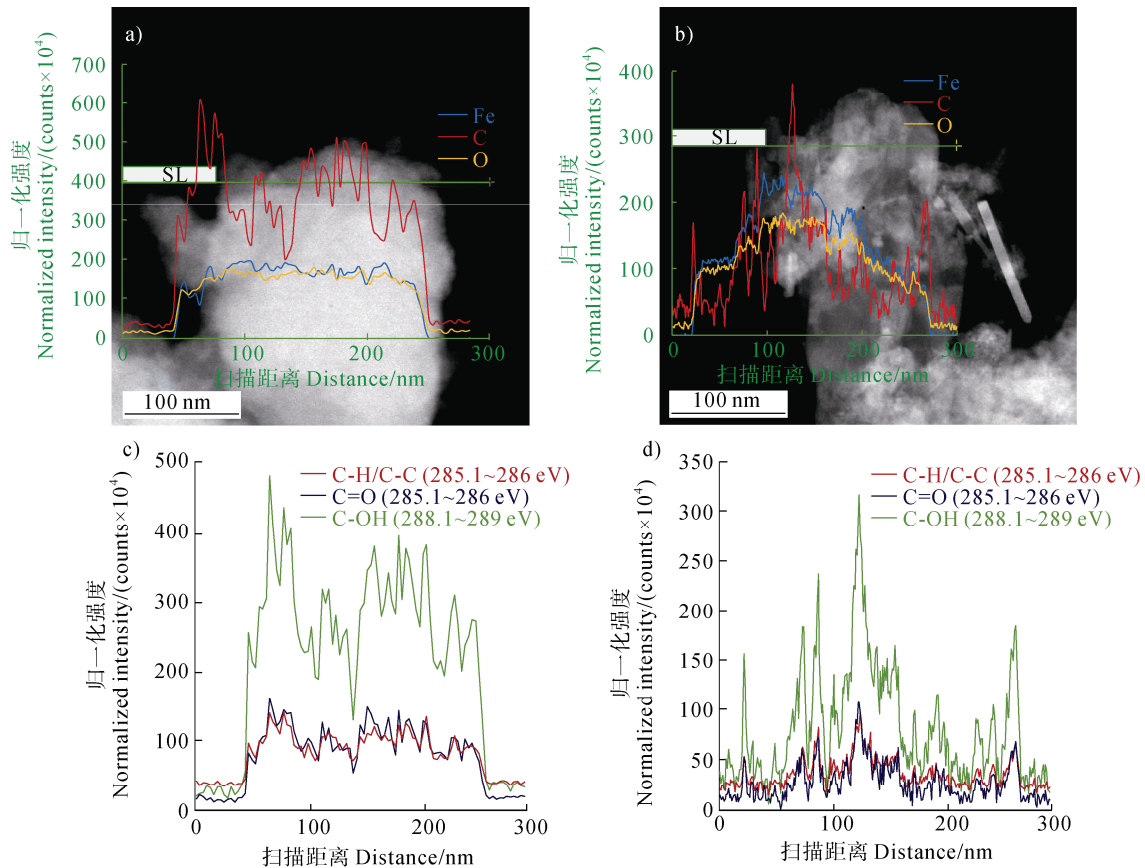 a)
归一化强度
Normalized intensity/(counts×10⁴)
700
600
500
400
300
200
100
0
Fe
C
O
SL
0
100
200
300
扫描距离 Distance/nm
100 nm
b)
归一化强度
Normalized intensity/(counts×10⁴)
400
300
200
100
0
Fe
C
O
SL
0
100
200
300
扫描距离 Distance/nm
100 nm
c)
归一化强度
Normalized intensity/(counts×10⁴)
500
400
300
200
100
0
C-H/C-C (285.1~286 eV)
C=O (285.1~286 eV)
C-OH (288.1~289 eV)
0
100
200
300
扫描距离 Distance/nm
d)
归一化强度
Normalized intensity/(counts×10⁴)
350
300
250
200
150
100
50
0
C-H/C-C (285.1~286 eV)
C=O (285.1~286 eV)
C-OH (288.1~289 eV)
0
100
200
300
扫描距离 Distance/nm